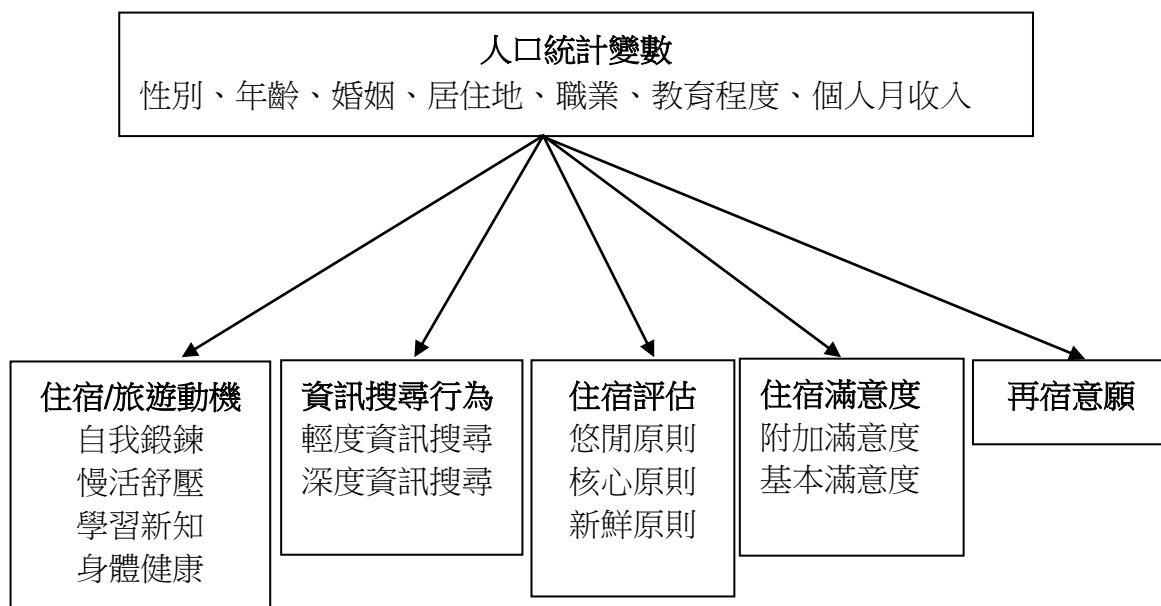 人口統計變數
性別、年齡、婚姻、居住地、職業、教育程度、個人月收入
住宿/旅遊動機
自我鍛鍊
慢活舒壓
學習新知
身體健康
資訊搜尋行為
輕度資訊搜尋
深度資訊搜尋
住宿評估
悠閒原則
核心原則
新鮮原則
住宿滿意度
附加滿意度
基本滿意度
再宿意願